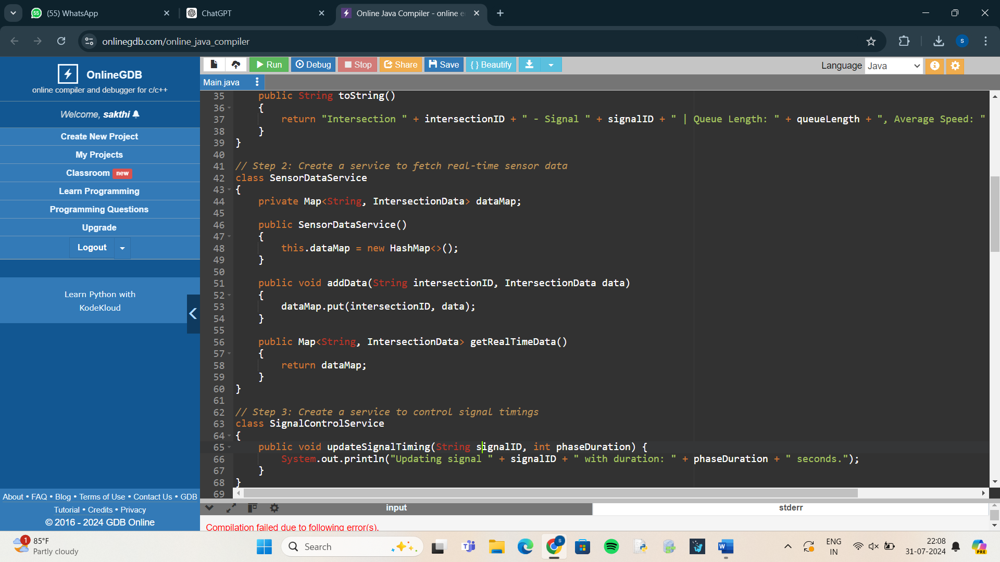 (55) WhatsApp
ChatGPT
Online Java Compiler - online e
onlinegdb.com/online_java_compiler
S
OnlineGDB
online compiler and debugger for c/c++
Welcome, sakthi
Create New Project
My Projects
Classroom new
Learn Programming
Programming Questions
Upgrade
Logout
Learn Python with
KodeKloud
About • FAQ • Blog • Terms of Use • Contact Us • GDB
Tutorial • Credits • Privacy
© 2016 - 2024 GDB Online
Run Debug Stop Share Save { } Beautify
Language Java
Main.java
35 public String toString()
36 {
37 return "Intersection " + intersectionID + " - Signal " + signalID + " | Queue Length: " + queueLength + ", Average Speed: "
38 }
39 }
40
41 // Step 2: Create a service to fetch real-time sensor data
42 class SensorDataService
43 {
44 private Map<String, IntersectionData> dataMap;
45
46 public SensorDataService()
47 {
48 this.dataMap = new HashMap<>();
49 }
50
51 public void addData(String intersectionID, IntersectionData data)
52 {
53 dataMap.put(intersectionID, data);
54 }
55
56 public Map<String, IntersectionData> getRealTimeData()
57 {
58 return dataMap;
59 }
60 }
61
62 // Step 3: Create a service to control signal timings
63 class SignalControlService
64 {
65 public void updateSignalTiming(String signalID, int phaseDuration) {
66 System.out.println("Updating signal " + signalID + " with duration: " + phaseDuration + " seconds.");
67 }
68 }
69
input
stderr
Compilation failed due to following error(s).
1
85°F
Partly cloudy
Search
ENG
IN
22:08
31-07-2024
PRE